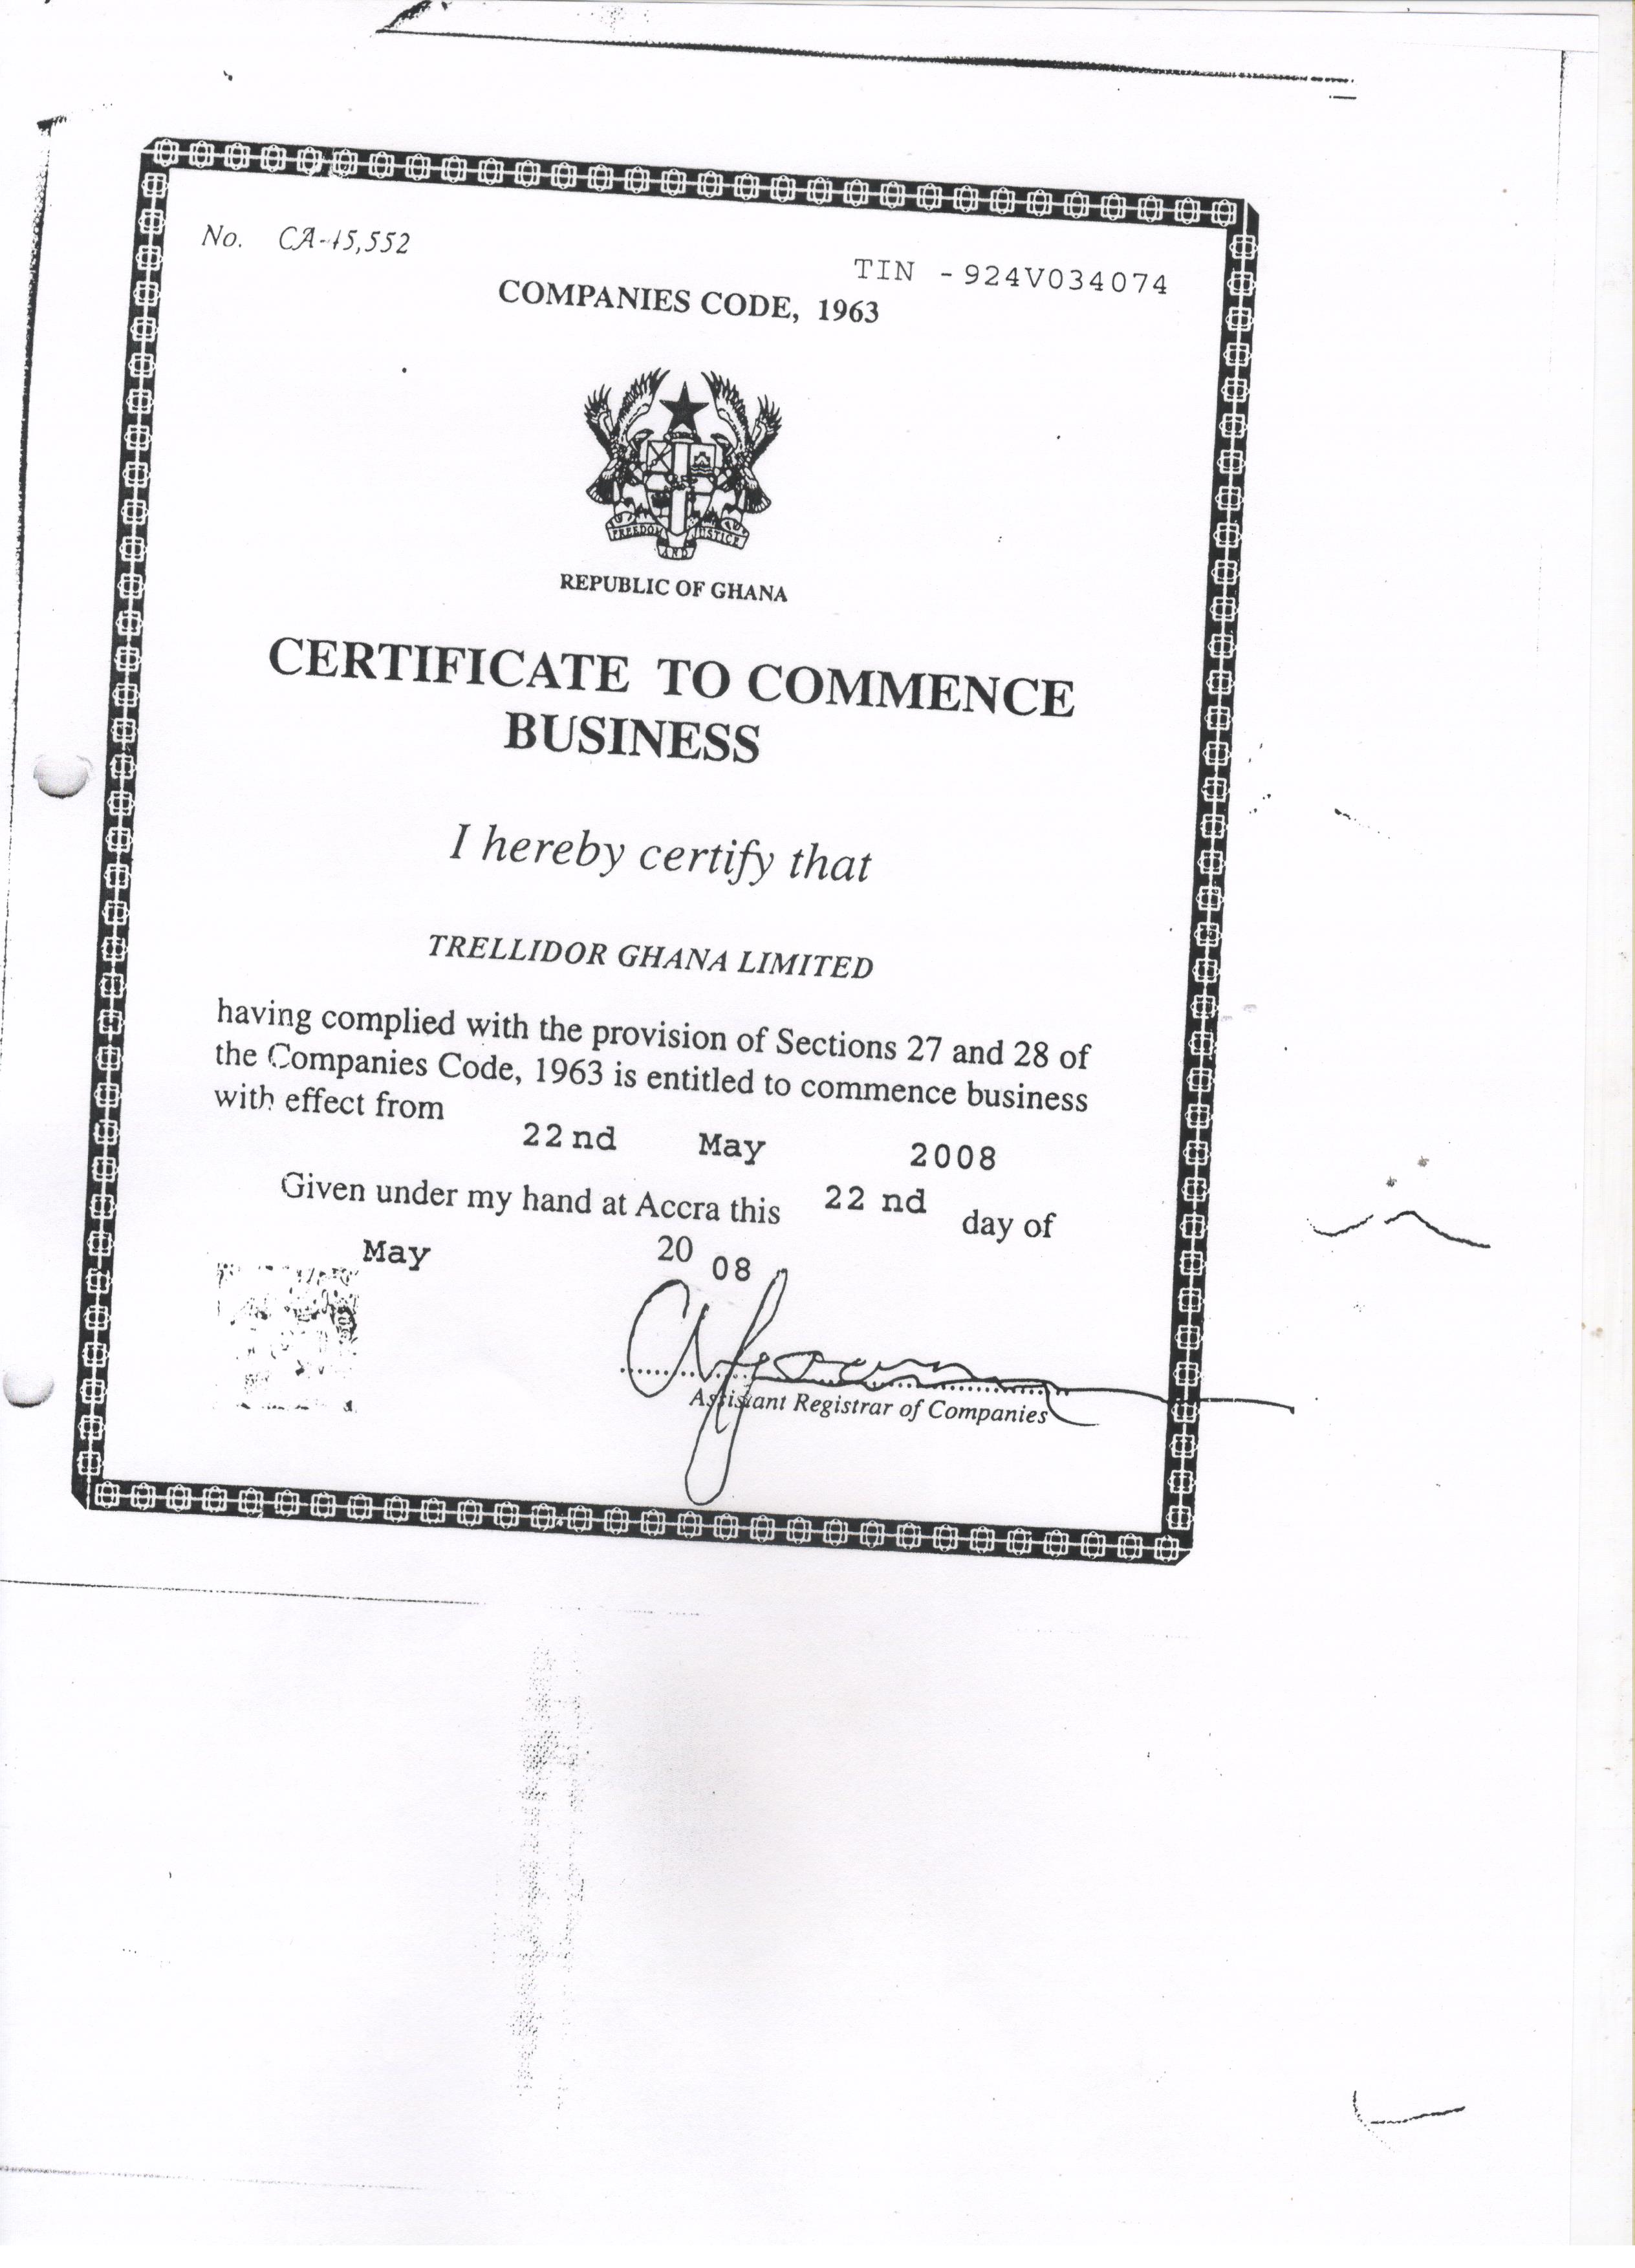 No. CA-45,552
TIN - 924V034074
COMPANIES CODE, 1963
FREEDOM AND JUSTICE
REPUBLIC OF GHANA
CERTIFICATE TO COMMENCE
BUSINESS
I hereby certify that
TRELLIDOR GHANA LIMITED
having complied with the provision of Sections 27 and 28 of
the Companies Code, 1963 is entitled to commence business
with effect from
22nd May 2008
Given under my hand at Accra this 22 nd day of
May 20 08
Assistant Registrar of Companies